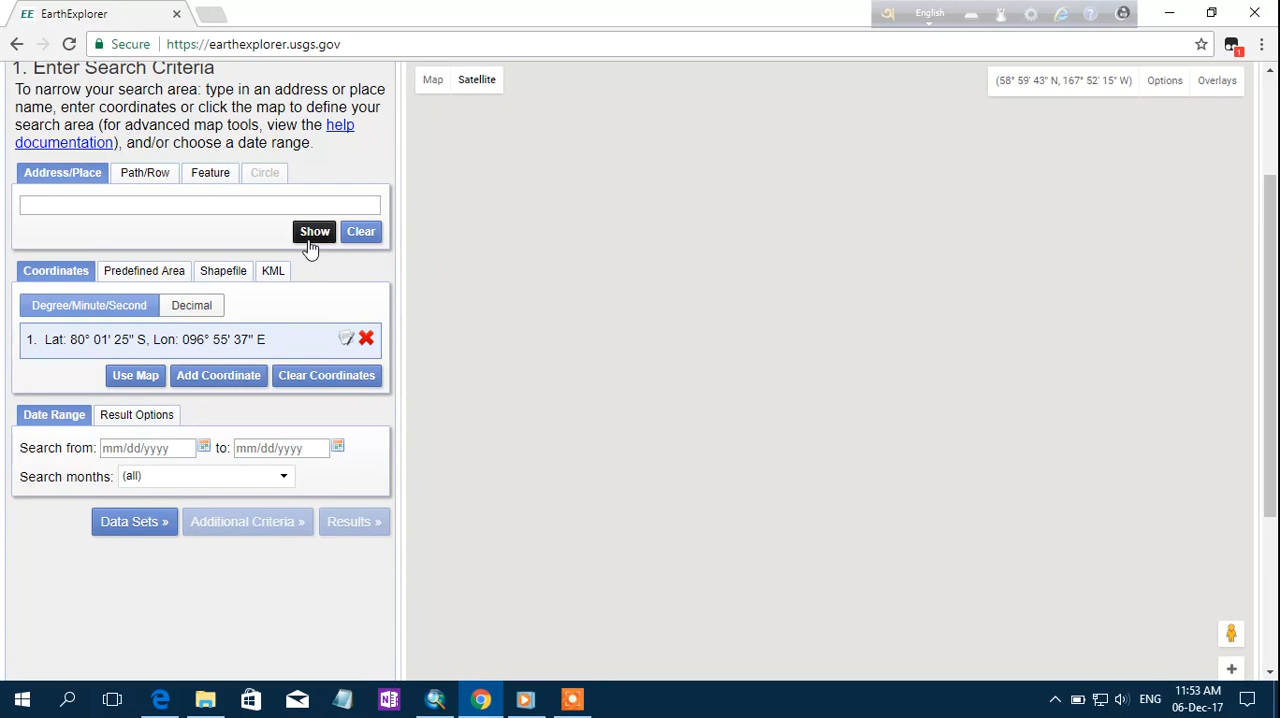 EE EarthExplorer
English
Secure https://earthexplorer.usgs.gov
1
1. Enter Search Criteria
To narrow your search area: type in an address or place
name, enter coordinates or click the map to define your
search area (for advanced map tools, view the help
documentation), and/or choose a date range.
Address/Place Path/Row Feature Circle
Show Clear
Coordinates Predefined Area Shapefile KML
Degree/Minute/Second Decimal
1. Lat: 80° 01' 25" S, Lon: 096° 55' 37" E
Use Map Add Coordinate Clear Coordinates
Date Range Result Options
Search from: mm/dd/yyyy to: mm/dd/yyyy
Search months: (all)
Data Sets » Additional Criteria » Results »
Map Satellite
(58° 59' 43" N, 167° 52' 15" W) Options Overlays
ENG
11:53 AM
06-Dec-17